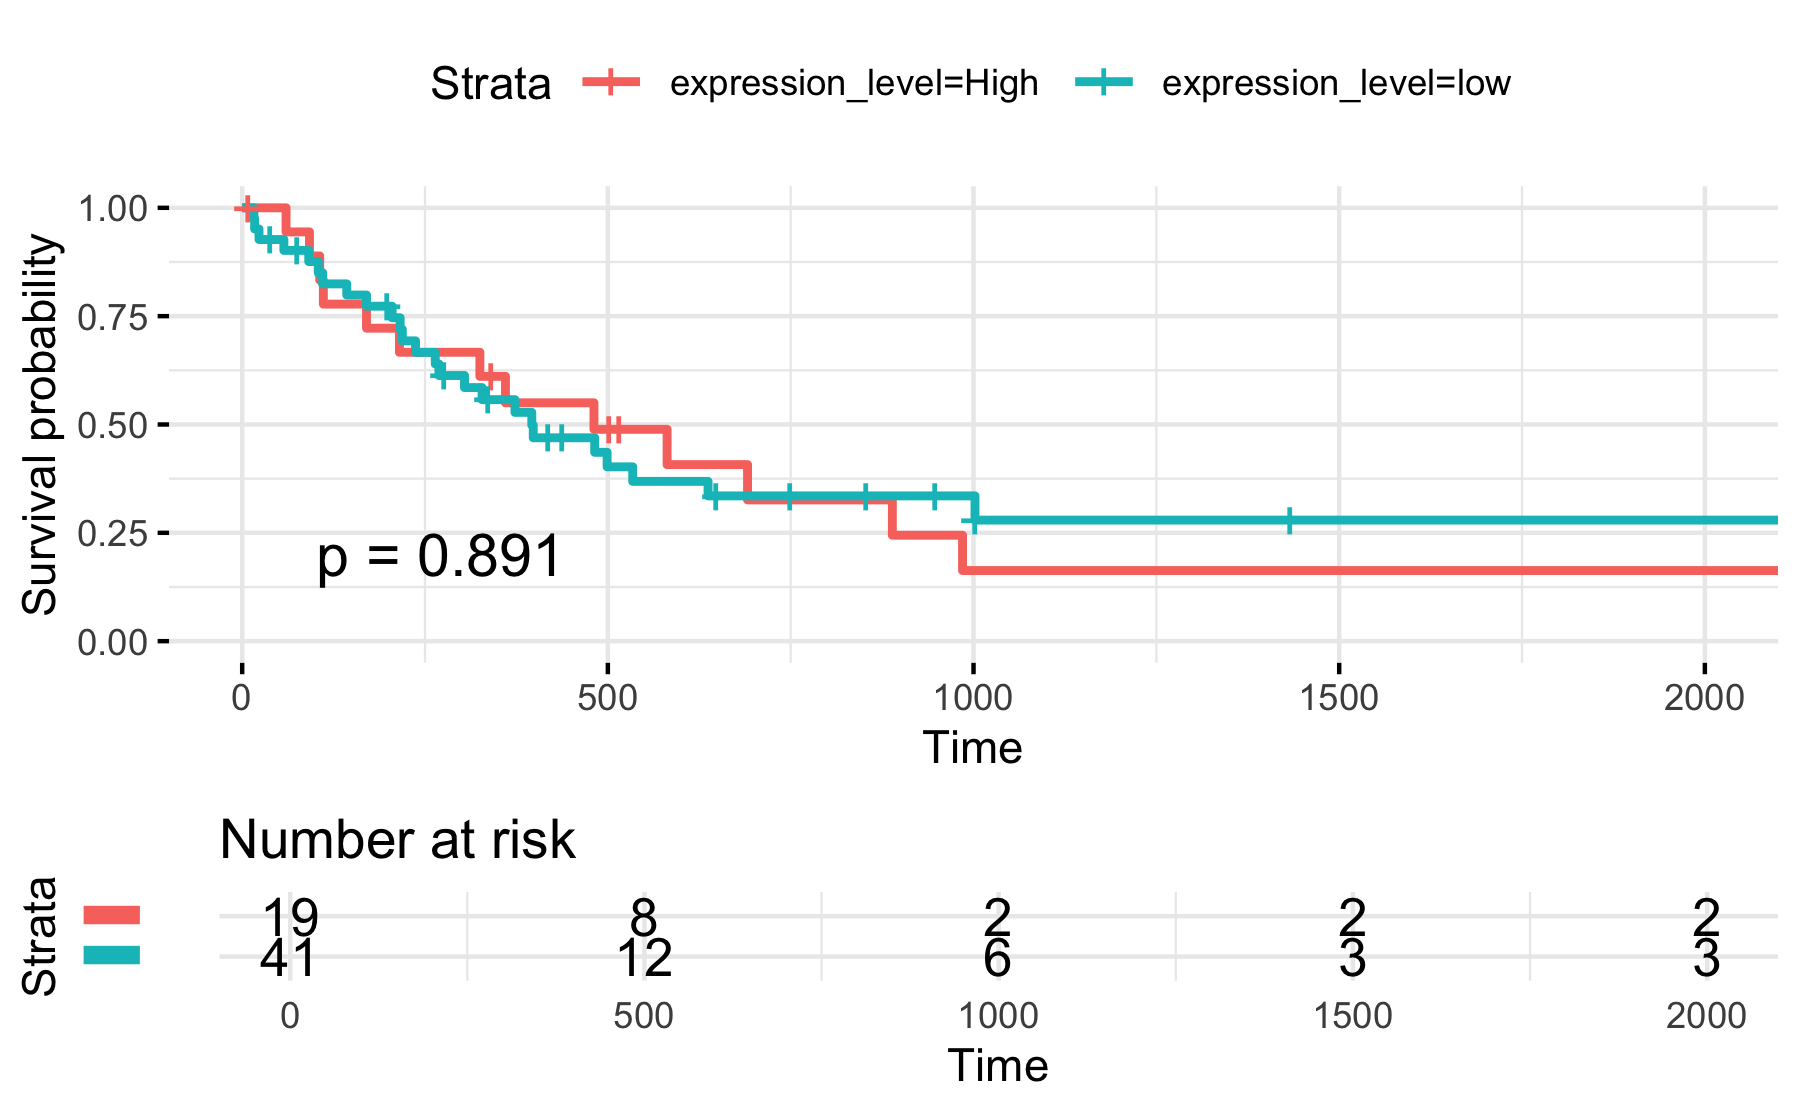 Strata expression_level=High expression_level=low
Survival probability
1.00
0.75
0.50
0.25
0.00
p = 0.891
0 500 1000 1500 2000
Time
Number at risk
Strata
19 8 2 2 2
41 12 6 3 3
0 500 1000 1500 2000
Time